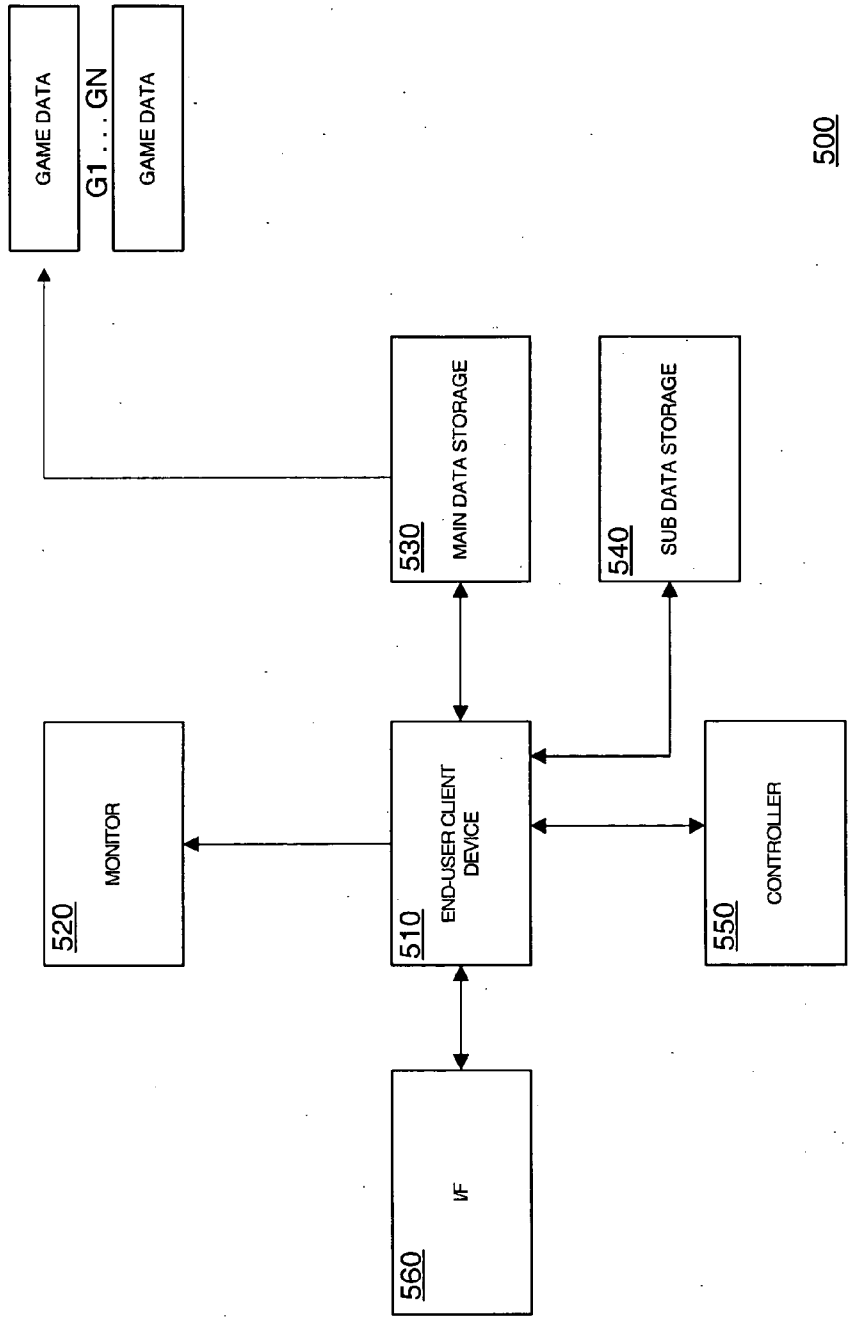 GAME DATA
G1 . . . GN
GAME DATA
530
MAIN DATA STORAGE
540
SUB DATA STORAGE
520
MONITOR
510
END-USER CLIENT
DEVICE
550
CONTROLLER
560
I/F
500